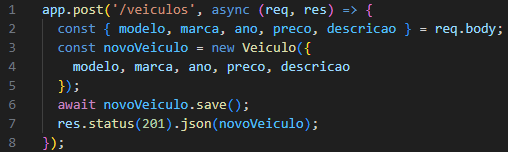 1 app.post('/veiculos', async (req, res) => {
2   const { modelo, marca, ano, preco, descricao } = req.body;
3   const novoVeiculo = new Veiculo({
4     modelo, marca, ano, preco, descricao
5   });
6   await novoVeiculo.save();
7   res.status(201).json(novoVeiculo);
8 });